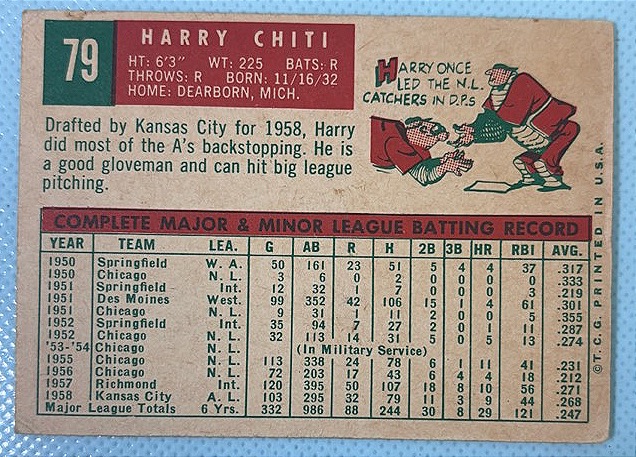 79
HARRY CHITI
HT: 6'3" WT: 225 BATS: R
THROWS: R BORN: 11/16/32
HOME: DEARBORN, MICH.
HARRY ONCE
LED THE N.L.
CATCHERS IN D.P.S
Drafted by Kansas City for 1958, Harry
did most of the A's backstopping. He is
a good gloveman and can hit big league
pitching.
COMPLETE MAJOR & MINOR LEAGUE BATTING RECORD
YEAR TEAM LEA. G AB R H 2B 3B HR RBI AVG.
1950 Springfield W. A. 50 161 23 51 5 4 4 37 .317
1950 Chicago N. L. 3 6 0 2 0 0 0 0 .333
1951 Springfield Int. 12 32 1 7 0 0 0 3 .219
1951 Des Moines West. 99 352 42 106 15 4 4 61 .301
1951 Chicago N. L. 9 31 1 11 2 0 0 5 .355
1952 Springfield Int. 35 94 7 27 2 0 1 11 .287
1952 Chicago N. L. 32 113 14 31 5 0 5 13 .274
'53-'54 Chicago N. L. (In Military Service)
1955 Chicago N. L. 113 338 24 78 6 1 11 41 .231
1956 Chicago N. L. 72 203 17 43 6 4 4 18 .212
1957 Richmond Int. 120 395 50 107 18 8 10 56 .271
1958 Kansas City A. L. 103 295 32 79 11 3 9 44 .268
Major League Totals 6 Yrs. 332 986 88 244 30 8 29 121 .247
© T. C. G. PRINTED IN U. S. A.